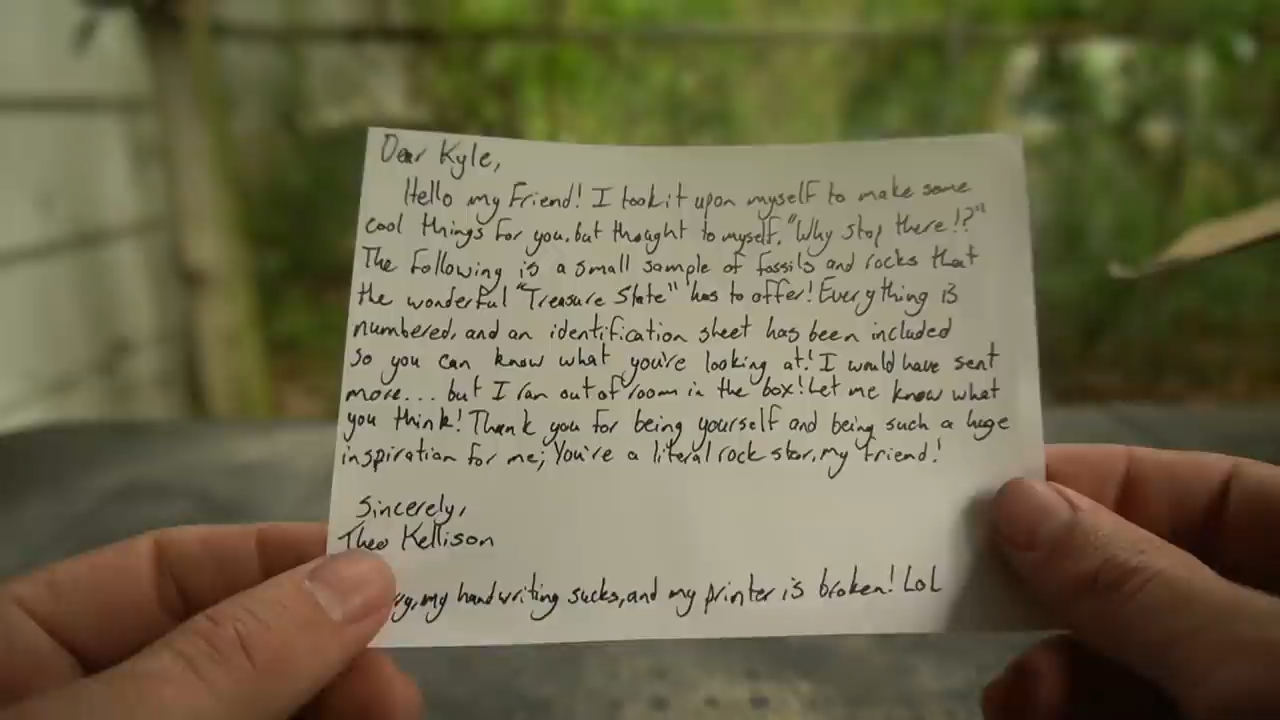 Dear Kyle,
Hello my Friend! I took it upon myself to make some
cool things for you, but thought to myself, "Why stop there!?"
The following is a small sample of fossils and rocks that
the wonderful "Treasure State" has to offer! Everything is
numbered, and an identification sheet has been included
so you can know what you're looking at! I would have sent
more... but I ran out of room in the box! Let me know what
you think! Thank you for being yourself and being such a huge
inspiration for me; You're a literal rock star, my friend!
Sincerely,
Theo Kellison
my handwriting sucks, and my printer is broken! LoL